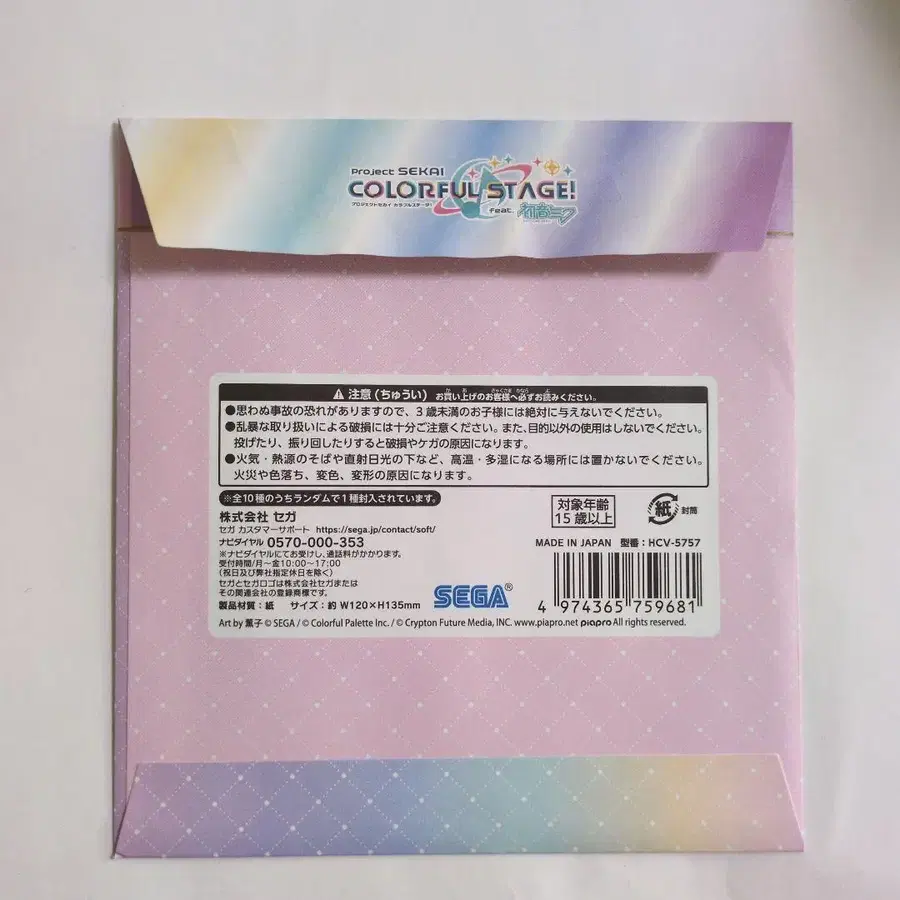 Project SEKAI
COLORFUL STAGE!
プロジェクトセカイ カラフルステージ!
feat. 初音ミク
⚠ 注意 (ちゅうい) お買い上げのお客様へ必ずお読みください。
●思わぬ事故の恐れがありますので、3歳未満のお子様には絶対に与えないでください。
●乱暴な取り扱いによる破損には十分ご注意ください。また、目的以外の使用はしないでください。
投げたり、振り回したりすると破損やケガの原因になります。
●火気・熱源のそばや直射日光の下など、高温・多湿になる場所には置かないでください。
火災や色落ち、変色、変形の原因になります。
※全10種のうちランダムで1種封入されています。
株式会社 セガ
セガ カスタマーサポート https://sega.jp/contact/soft/
ナビダイヤル 0570-000-353
※ナビダイヤルにてお受けし、通話料がかかります。
受付時間/月～金10:00～17:00
(祝日及び弊社指定休日を除く)
セガとセガロゴは株式会社セガまたは
その関連会社の登録商標です。
製品材質：紙 サイズ：約 W120×H135mm
対象年齢
15歳以上
紙 封筒
MADE IN JAPAN 型番：HCV-5757
SEGA®
4 974365 759681
Art by 薫子 © SEGA / © Colorful Palette Inc. / © Crypton Future Media, INC. www.piapro.net piapro All rights reserved.